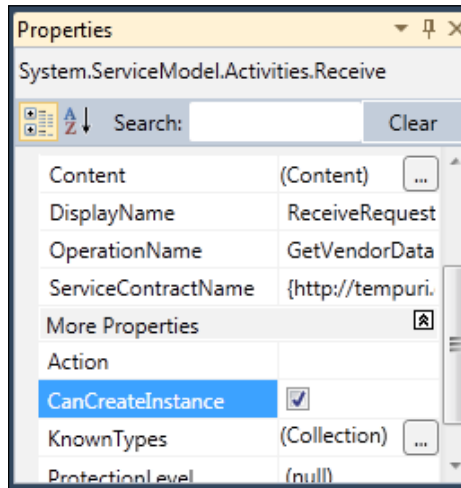 Properties
System.ServiceModel.Activities.Receive
Search: Clear
Content (Content) ...
DisplayName ReceiveRequest
OperationName GetVendorData
ServiceContractName {http://tempuri.
More Properties
Action
CanCreateInstance
KnownTypes (Collection) ...
ProtectionLevel (null)